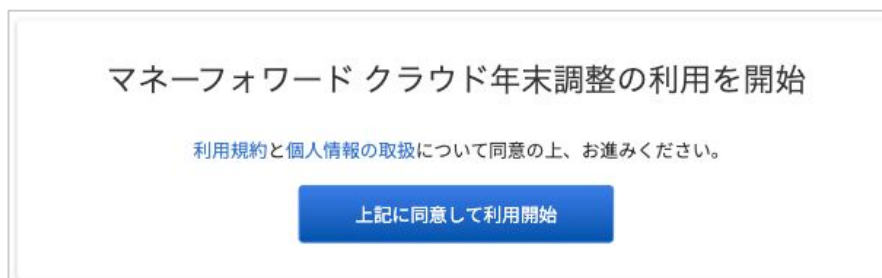 マネーフォワード クラウド年末調整の利用を開始
利用規約と個人情報の取扱について同意の上、お進みください。
上記に同意して利用開始